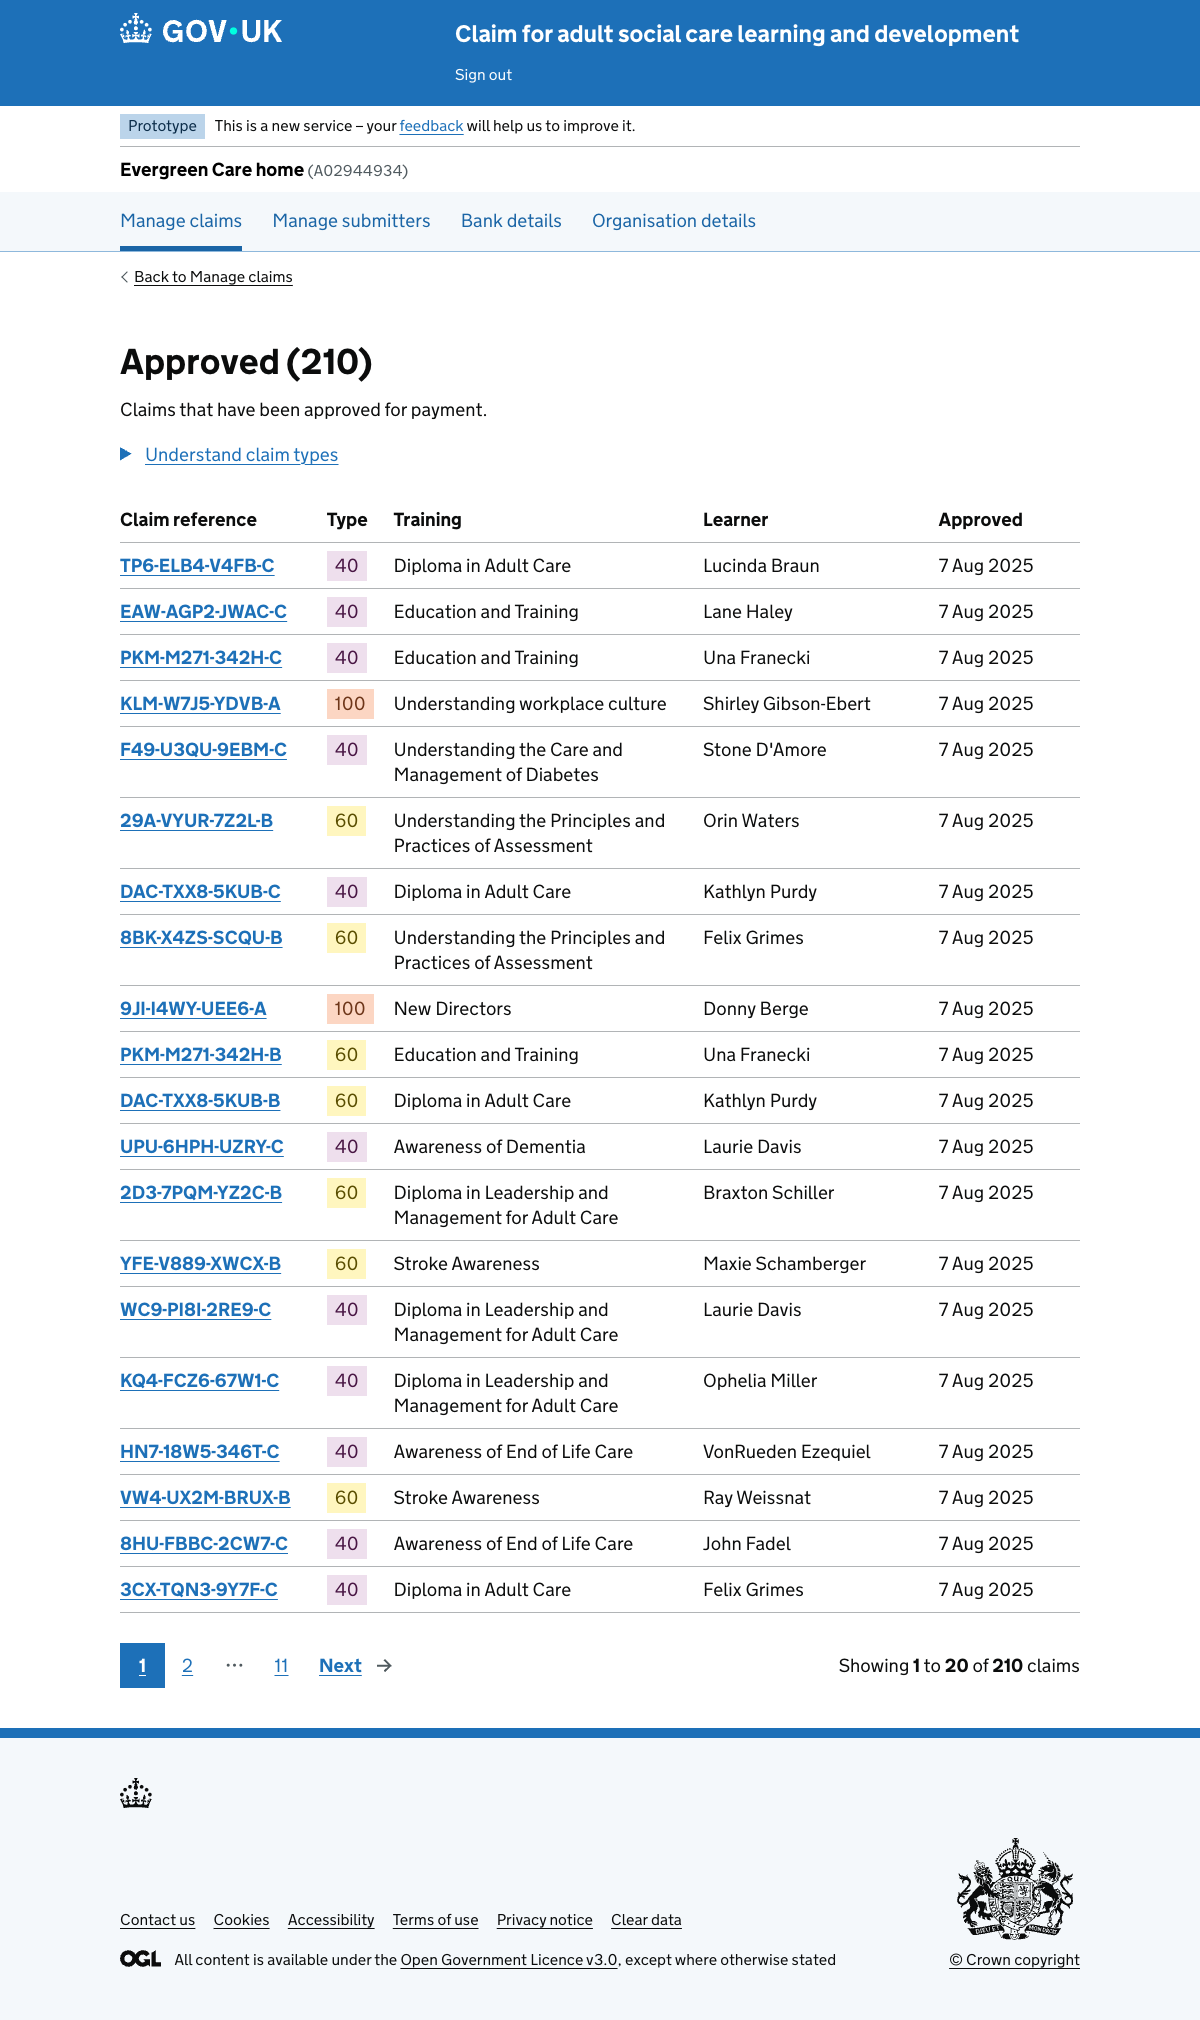 GOV·UK
Claim for adult social care learning and development
Sign out
Prototype This is a new service – your feedback will help us to improve it.
Evergreen Care home (A02944934)
Manage claims Manage submitters Bank details Organisation details
Back to Manage claims
Approved (210)
Claims that have been approved for payment.
Understand claim types
Claim reference Type Training Learner Approved
TP6-ELB4-V4FB-C 40 Diploma in Adult Care Lucinda Braun 7 Aug 2025
EAW-AGP2-JWAC-C 40 Education and Training Lane Haley 7 Aug 2025
PKM-M271-342H-C 40 Education and Training Una Franecki 7 Aug 2025
KLM-W7J5-YDVB-A 100 Understanding workplace culture Shirley Gibson-Ebert 7 Aug 2025
F49-U3QU-9EBM-C 40 Understanding the Care and Stone D'Amore 7 Aug 2025
Management of Diabetes
29A-VYUR-7Z2L-B 60 Understanding the Principles and Orin Waters 7 Aug 2025
Practices of Assessment
DAC-TXX8-5KUB-C 40 Diploma in Adult Care Kathlyn Purdy 7 Aug 2025
8BK-X4ZS-SCQU-B 60 Understanding the Principles and Felix Grimes 7 Aug 2025
Practices of Assessment
9JI-I4WY-UEE6-A 100 New Directors Donny Berge 7 Aug 2025
PKM-M271-342H-B 60 Education and Training Una Franecki 7 Aug 2025
DAC-TXX8-5KUB-B 60 Diploma in Adult Care Kathlyn Purdy 7 Aug 2025
UPU-6HPH-UZRY-C 40 Awareness of Dementia Laurie Davis 7 Aug 2025
2D3-7PQM-YZ2C-B 60 Diploma in Leadership and Braxton Schiller 7 Aug 2025
Management for Adult Care
YFE-V889-XWCX-B 60 Stroke Awareness Maxie Schamberger 7 Aug 2025
WC9-PI8I-2RE9-C 40 Diploma in Leadership and Laurie Davis 7 Aug 2025
Management for Adult Care
KQ4-FCZ6-67W1-C 40 Diploma in Leadership and Ophelia Miller 7 Aug 2025
Management for Adult Care
HN7-18W5-346T-C 40 Awareness of End of Life Care VonRueden Ezequiel 7 Aug 2025
VW4-UX2M-BRUX-B 60 Stroke Awareness Ray Weissnat 7 Aug 2025
8HU-FBBC-2CW7-C 40 Awareness of End of Life Care John Fadel 7 Aug 2025
3CX-TQN3-9Y7F-C 40 Diploma in Adult Care Felix Grimes 7 Aug 2025
1 2 ⋯ 11 Next → Showing 1 to 20 of 210 claims
Contact us Cookies Accessibility Terms of use Privacy notice Clear data
OGL All content is available under the Open Government Licence v3.0, except where otherwise stated
© Crown copyright